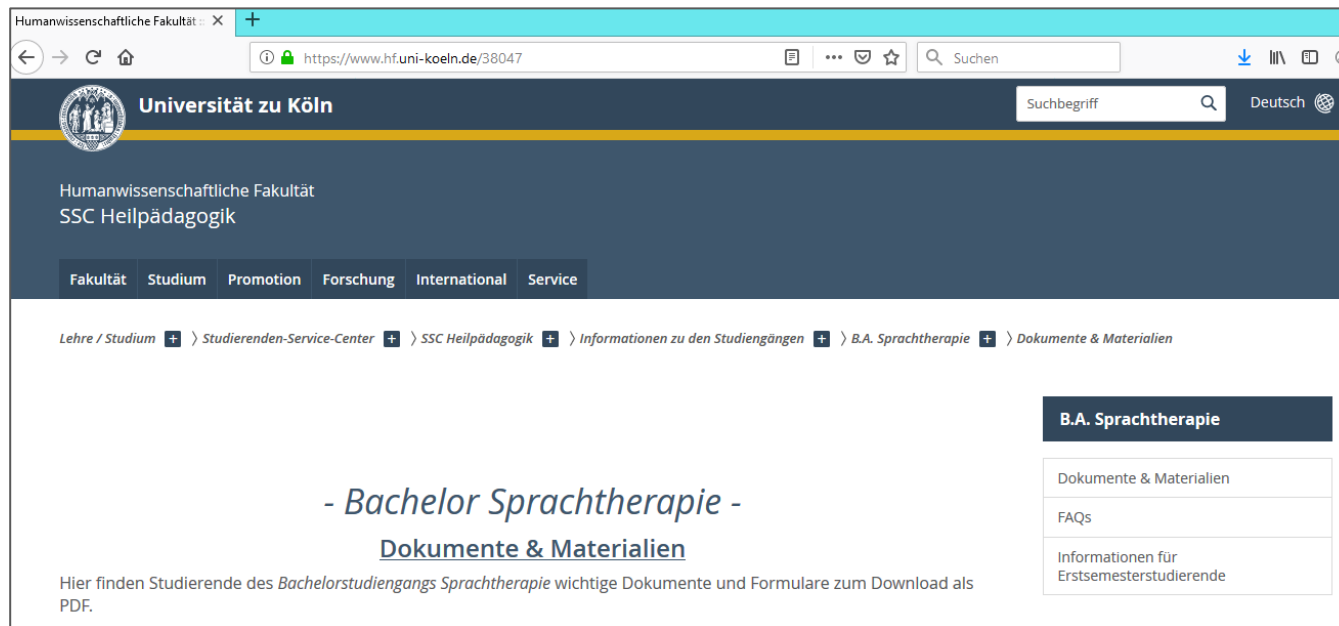 Humanwissenschaftliche Fakultät ::
https://www.hf.uni-koeln.de/38047
Suchen
Universität zu Köln
Suchbegriff
Deutsch
Humanwissenschaftliche Fakultät
SSC Heilpädagogik
Fakultät Studium Promotion Forschung International Service
Lehre / Studium + 〉 Studierenden-Service-Center + 〉 SSC Heilpädagogik + 〉 Informationen zu den Studiengängen + 〉 B.A. Sprachtherapie + 〉 Dokumente & Materialien
B.A. Sprachtherapie
Dokumente & Materialien
FAQs
Informationen für
Erstsemesterstudierende
- Bachelor Sprachtherapie -
Dokumente & Materialien
Hier finden Studierende des Bachelorstudiengangs Sprachtherapie wichtige Dokumente und Formulare zum Download als
PDF.